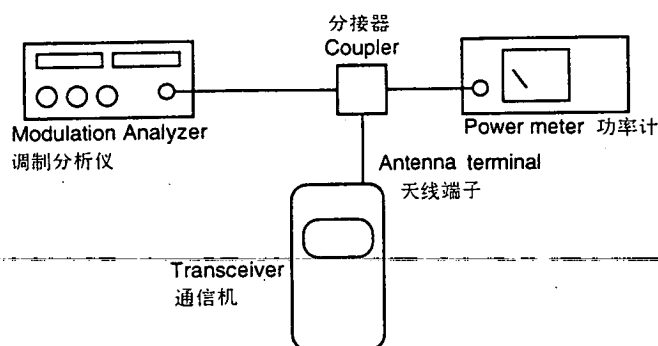 分接器
Coupler
Modulation Analyzer
调制分析仪
Power meter 功率计
Antenna terminal
天线端子
Transceiver
通信机